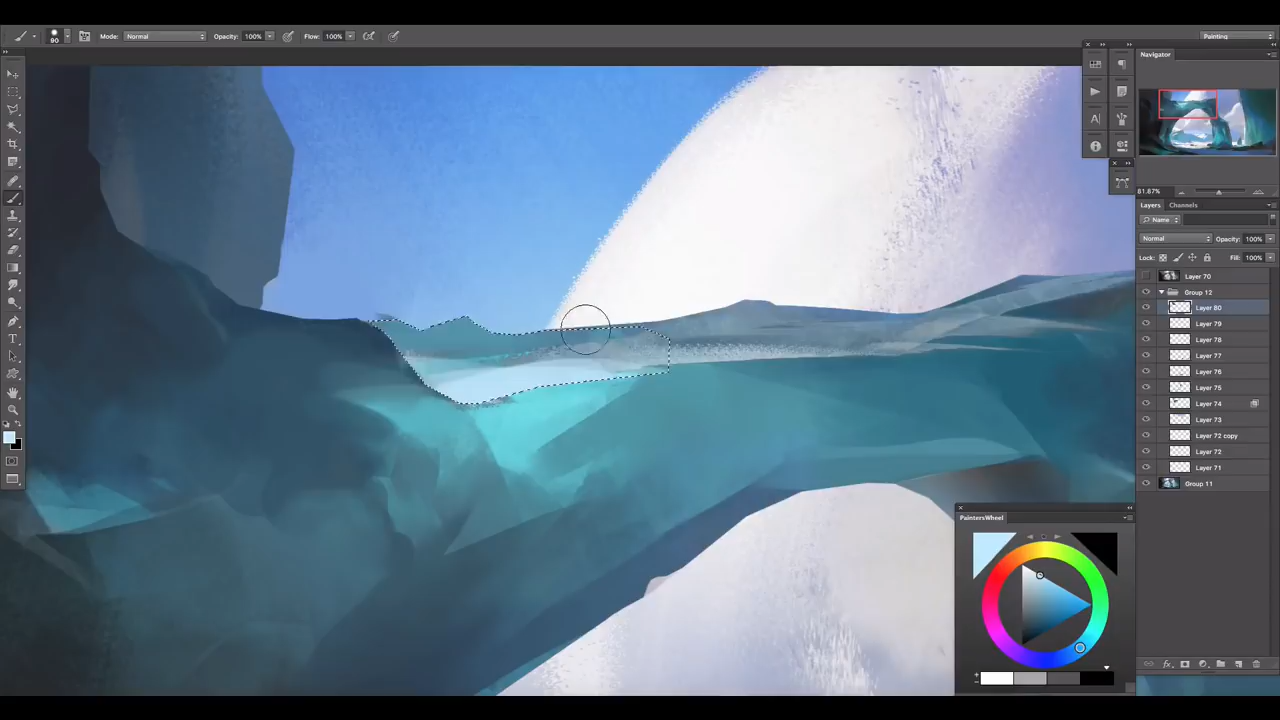 90
Mode: Normal
Opacity: 100%
Flow: 100%
Painting
Navigator
81.87%
Layers
Channels
Name
Normal
Opacity: 100%
Lock:
Fill: 100%
Layer 70
Group 12
Layer 80
Layer 79
Layer 78
Layer 77
Layer 76
Layer 75
Layer 74
Layer 73
Layer 72 copy
Layer 72
Layer 71
Group 11
PaintersWheel
fx